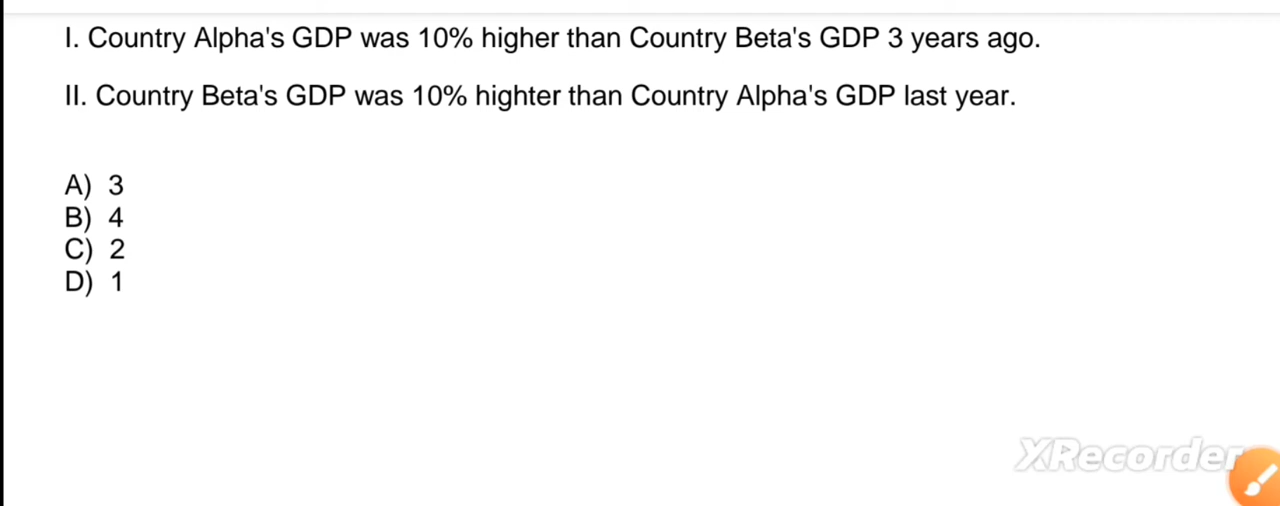 I. Country Alpha's GDP was 10% higher than Country Beta's GDP 3 years ago.
II. Country Beta's GDP was 10% highter than Country Alpha's GDP last year.
A) 3
B) 4
C) 2
D) 1
XRecorder